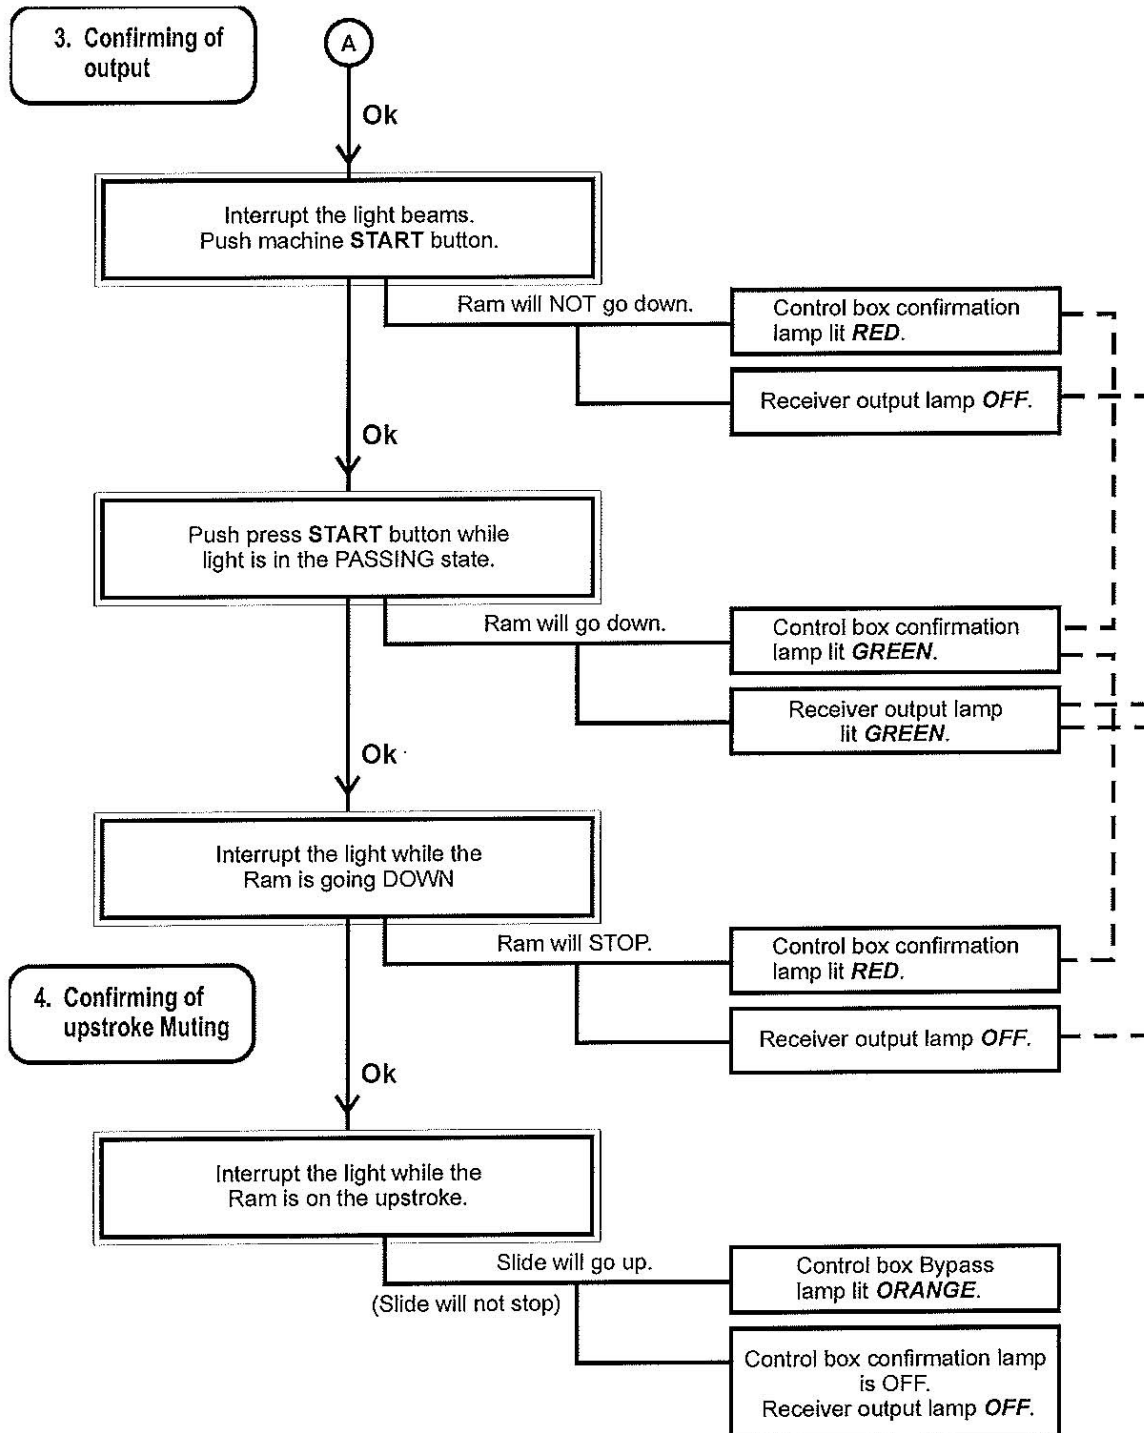 3. Confirming of
output
A
Ok
Interrupt the light beams.
Push machine START button.
Ram will NOT go down.
Control box confirmation
lamp lit RED.
Receiver output lamp OFF.
Ok
Push press START button while
light is in the PASSING state.
Ram will go down.
Control box confirmation
lamp lit GREEN.
Receiver output lamp
lit GREEN.
Ok
Interrupt the light while the
Ram is going DOWN
Ram will STOP.
Control box confirmation
lamp lit RED.
Receiver output lamp OFF.
4. Confirming of
upstroke Muting
Ok
Interrupt the light while the
Ram is on the upstroke.
Slide will go up.
(Slide will not stop)
Control box Bypass
lamp lit ORANGE.
Control box confirmation lamp
is OFF.
Receiver output lamp OFF.